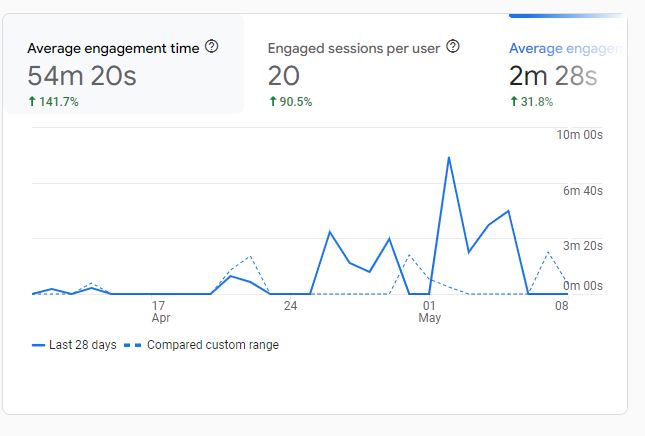 Average engagement time
54m 20s
141.7%
Engaged sessions per user
20
90.5%
Average engagen
2m 28s
31.8%
10m 00s
6m 40s
3m 20s
0m 00s
17
Apr
24
01
May
08
Last 28 days
Compared custom range